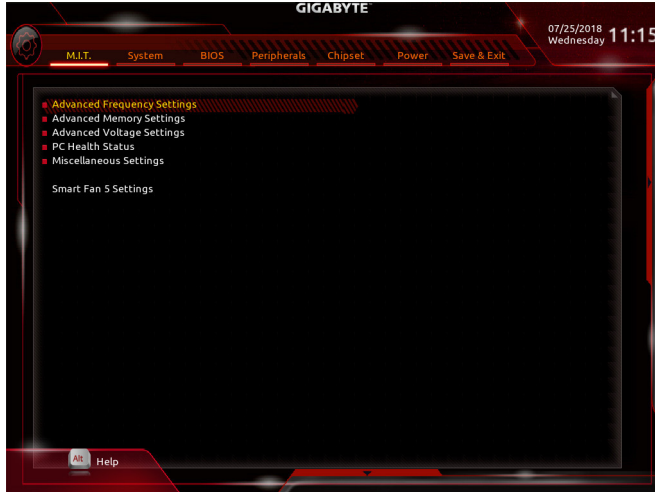 GIGABYTE
07/25/2018
Wednesday
11:15
M.I.T. System BIOS Peripherals Chipset Power Save & Exit
Advanced Frequency Settings
Advanced Memory Settings
Advanced Voltage Settings
PC Health Status
Miscellaneous Settings
Smart Fan 5 Settings
Alt Help